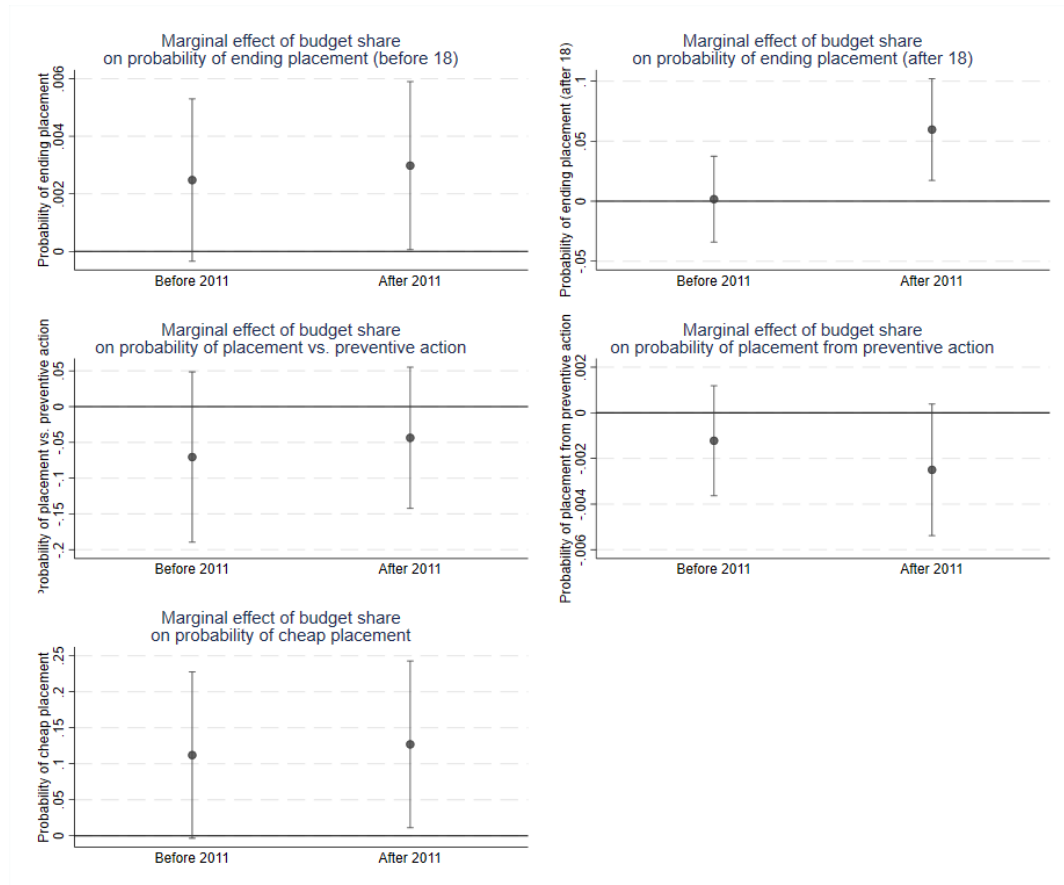 Marginal effect of budget share
on probability of ending placement (before 18)
Probability of ending placement
.006
.004
.002
0
Before 2011
After 2011
Marginal effect of budget share
on probability of ending placement (after 18)
Probability of ending placement (after 18)
.1
.05
0
-.05
Before 2011
After 2011
Marginal effect of budget share
on probability of placement vs. preventive action
Probability of placement vs. preventive action
.05
0
-.05
-.1
-.15
-.2
Before 2011
After 2011
Marginal effect of budget share
on probability of placement from preventive action
Probability of placement from preventive action
.002
0
-.002
-.004
-.006
Before 2011
After 2011
Marginal effect of budget share
on probability of cheap placement
Probability of cheap placement
.25
.2
.15
.1
.05
0
Before 2011
After 2011